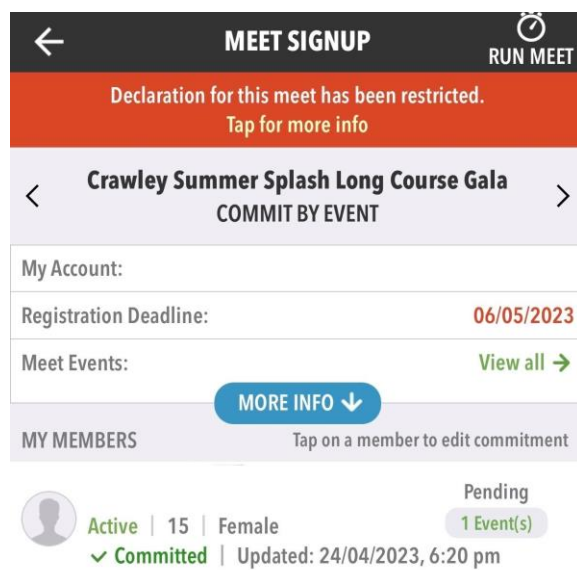 MEET SIGNUP
RUN MEET
Declaration for this meet has been restricted.
Tap for more info
Crawley Summer Splash Long Course Gala
COMMIT BY EVENT
My Account:
Registration Deadline: 06/05/2023
Meet Events: View all
MORE INFO
MY MEMBERS Tap on a member to edit commitment
Pending
Active | 15 | Female 1 Event(s)
Committed | Updated: 24/04/2023, 6:20 pm